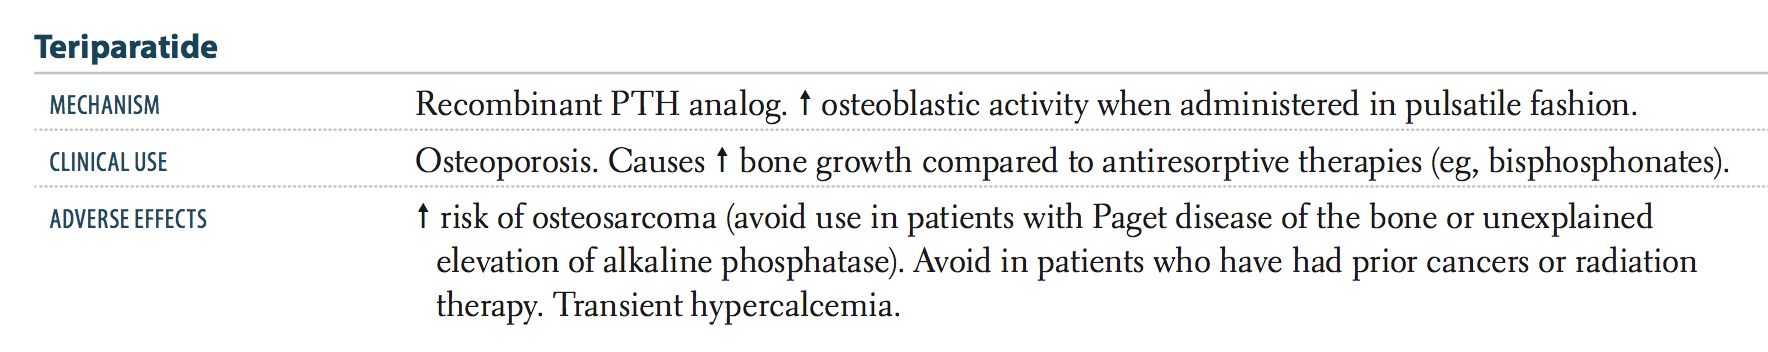 Teriparatide
MECHANISM Recombinant PTH analog. ↑ osteoblastic activity when administered in pulsatile fashion.
CLINICAL USE Osteoporosis. Causes ↑ bone growth compared to antiresorptive therapies (eg, bisphosphonates).
ADVERSE EFFECTS ↑ risk of osteosarcoma (avoid use in patients with Paget disease of the bone or unexplained
elevation of alkaline phosphatase). Avoid in patients who have had prior cancers or radiation
therapy. Transient hypercalcemia.